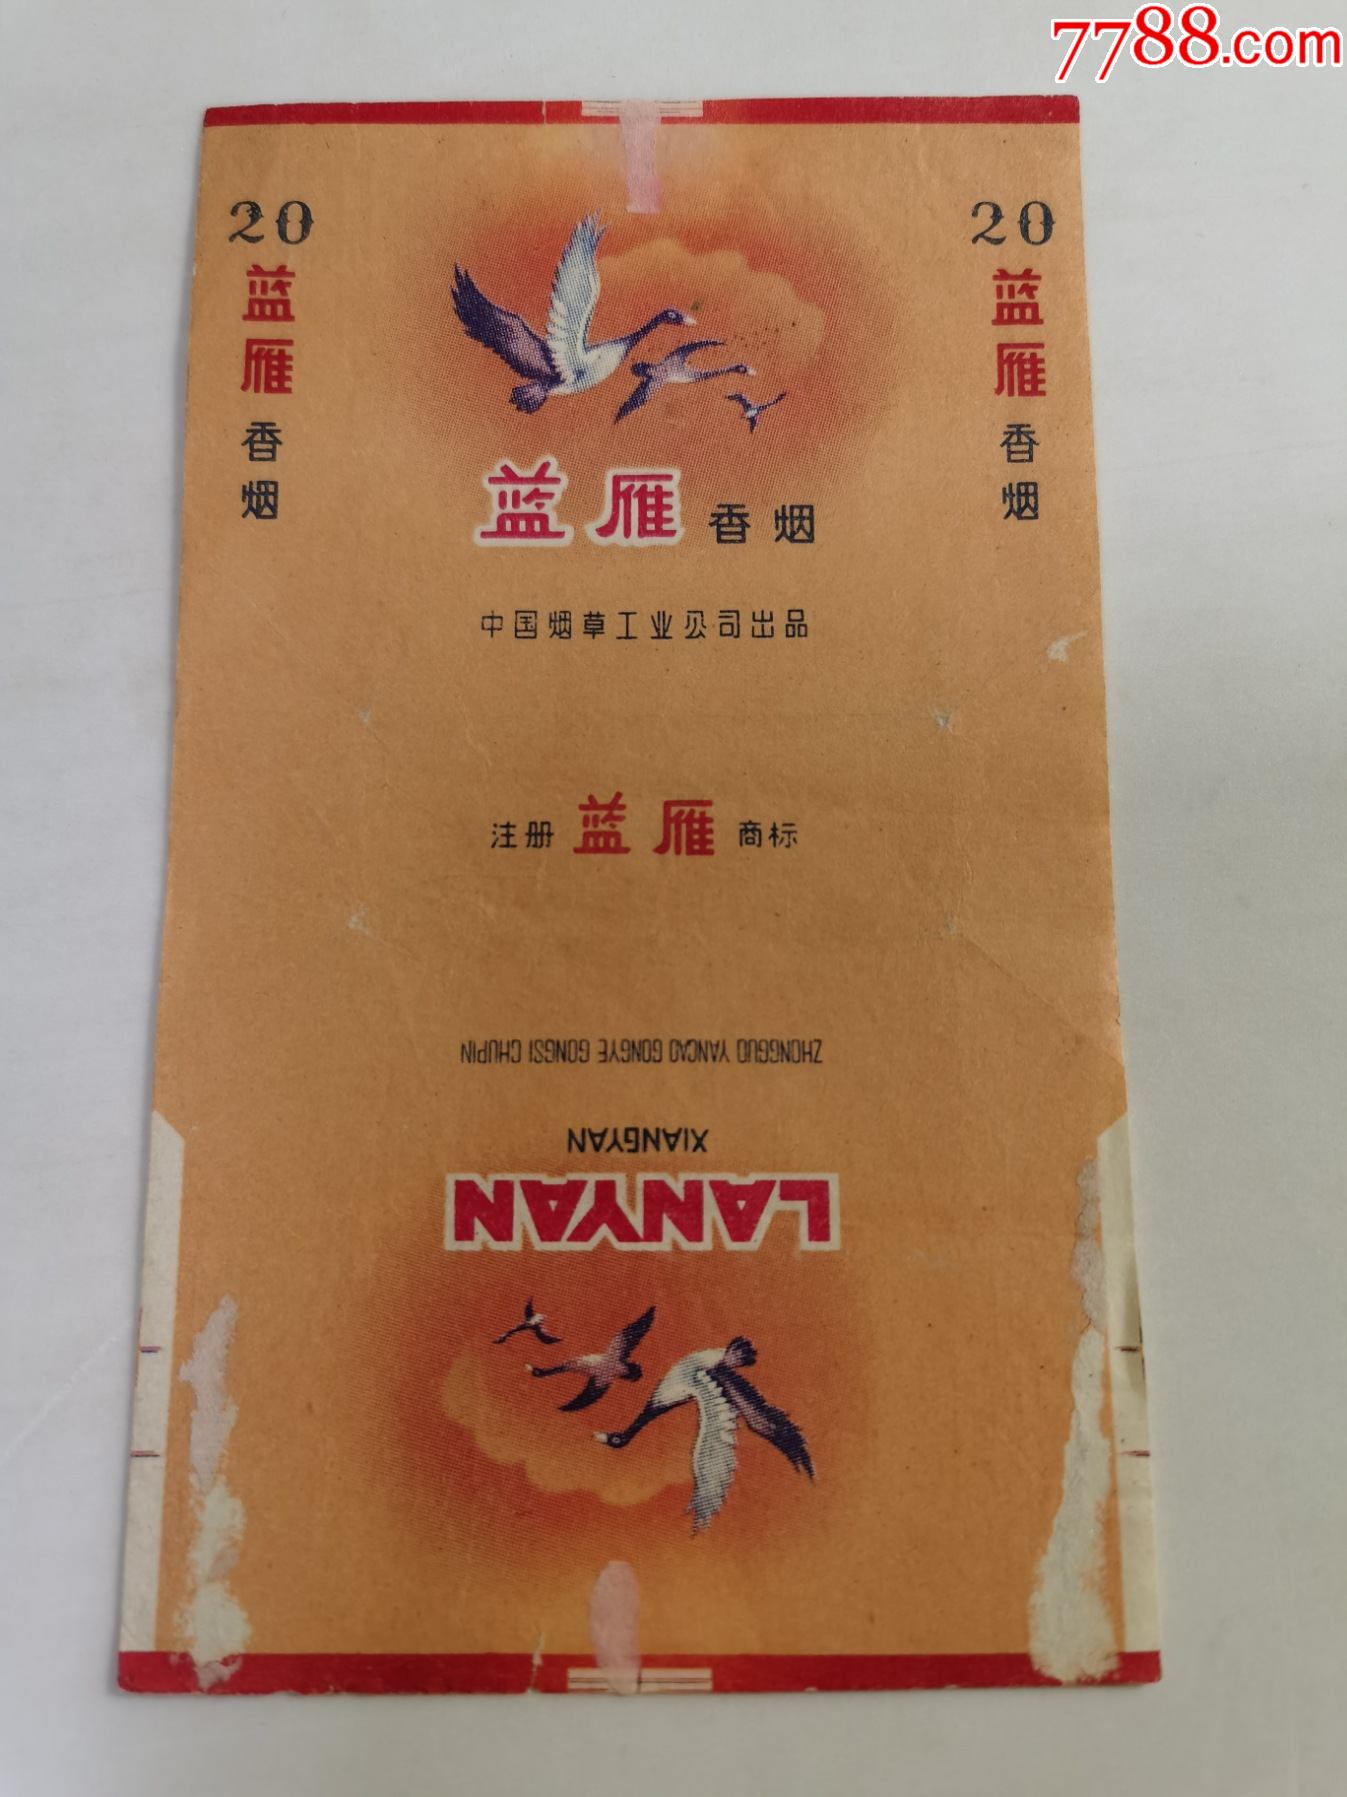 7788.com
20
蓝雁
香烟
20
蓝雁
香烟
蓝雁 香烟
中国烟草工业公司出品
注册 蓝雁 商标
ZHONGGUO YANCAO GONGYE GONGSI CHUPIN
XIANGYAN
LANYAN